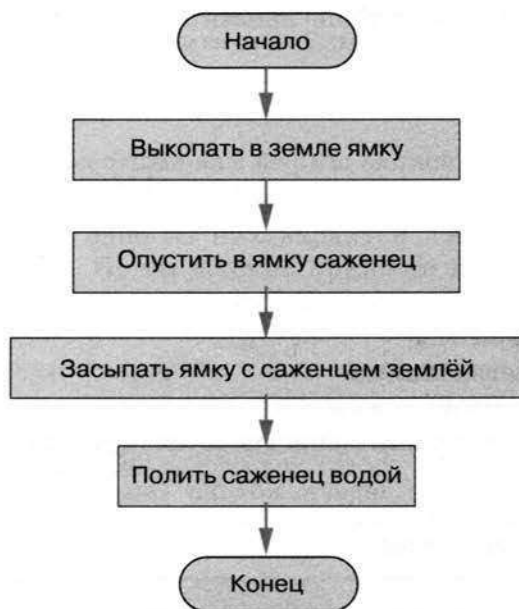 Начало
Выкопать в земле ямку
Опустить в ямку саженец
Засыпать ямку с саженцем землёй
Полить саженец водой
Конец